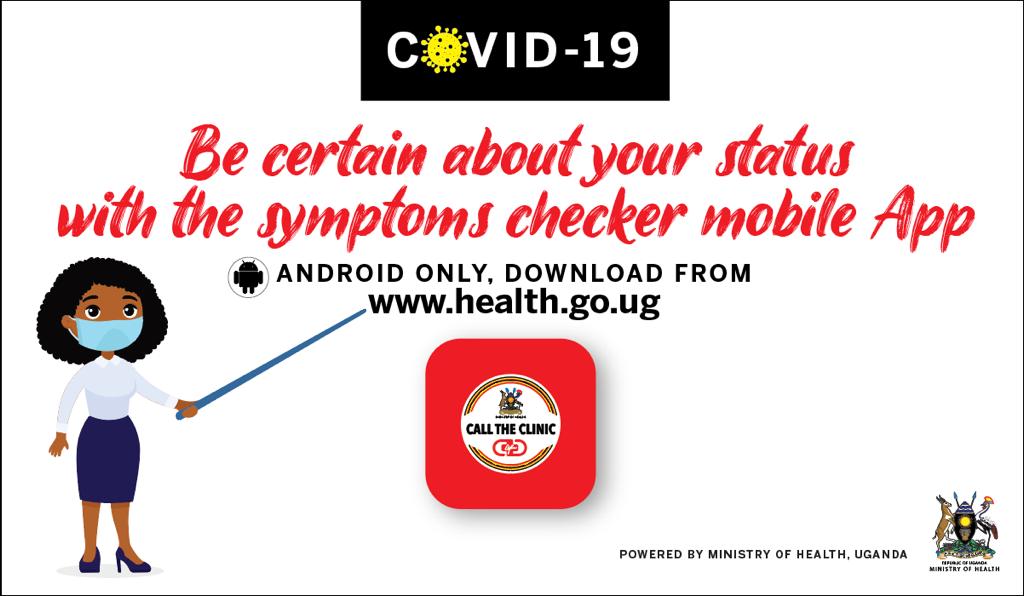 COVID-19
Be certain about your status
with the symptoms checker mobile App
ANDROID ONLY, DOWNLOAD FROM
www.health.go.ug
CALL THE CLINIC
POWERED BY MINISTRY OF HEALTH, UGANDA
REPUBLIC OF UGANDA
MINISTRY OF HEALTH